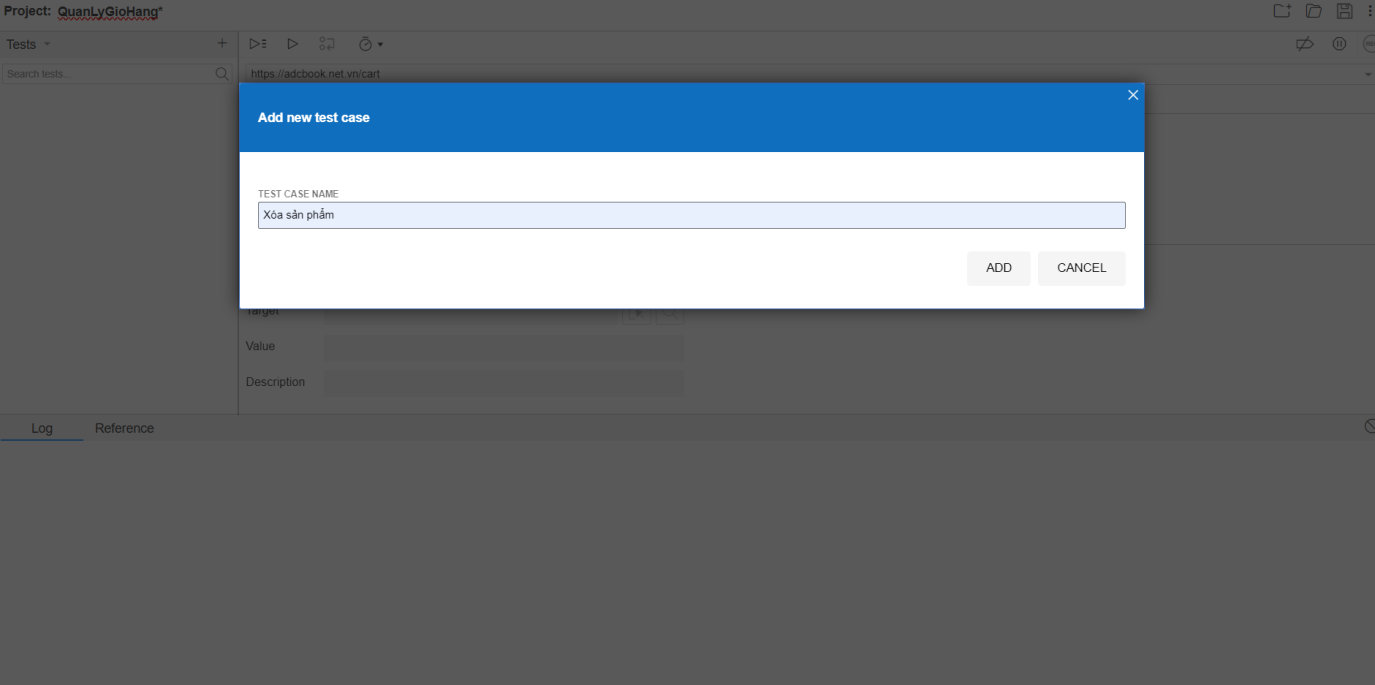 Project: QuanLyGioHang*
Tests
Search tests...
https://adcbook.net.vn/cart
Add new test case
TEST CASE NAME
Xóa sản phẩm
ADD CANCEL
Target
Value
Description
Log Reference